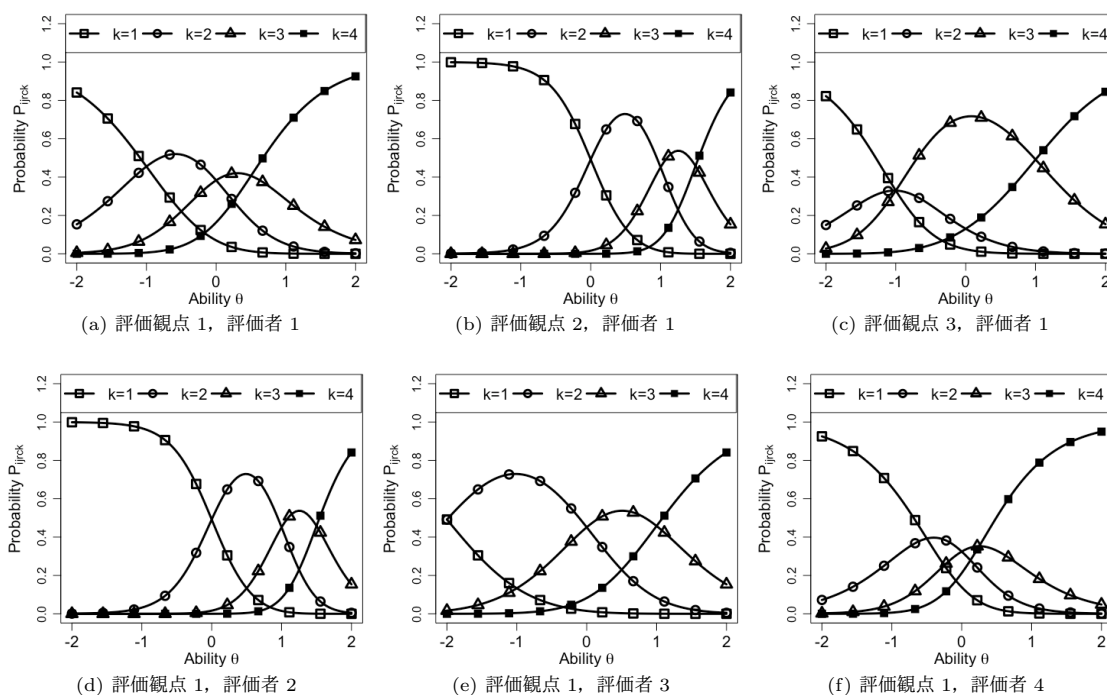 k=1 k=2 k=3 k=4
Probability P_ijrck
0.0 0.2 0.4 0.6 0.8 1.0 1.2
-2 -1 0 1 2
Ability θ
(a) 評価観点 1，評価者 1
k=1 k=2 k=3 k=4
Probability P_ijrck
0.0 0.2 0.4 0.6 0.8 1.0 1.2
-2 -1 0 1 2
Ability θ
(b) 評価観点 2，評価者 1
k=1 k=2 k=3 k=4
Probability P_ijrck
0.0 0.2 0.4 0.6 0.8 1.0 1.2
-2 -1 0 1 2
Ability θ
(c) 評価観点 3，評価者 1
k=1 k=2 k=3 k=4
Probability P_ijrck
0.0 0.2 0.4 0.6 0.8 1.0 1.2
-2 -1 0 1 2
Ability θ
(d) 評価観点 1，評価者 2
k=1 k=2 k=3 k=4
Probability P_ijrck
0.0 0.2 0.4 0.6 0.8 1.0 1.2
-2 -1 0 1 2
Ability θ
(e) 評価観点 1，評価者 3
k=1 k=2 k=3 k=4
Probability P_ijrck
0.0 0.2 0.4 0.6 0.8 1.0 1.2
-2 -1 0 1 2
Ability θ
(f) 評価観点 1，評価者 4